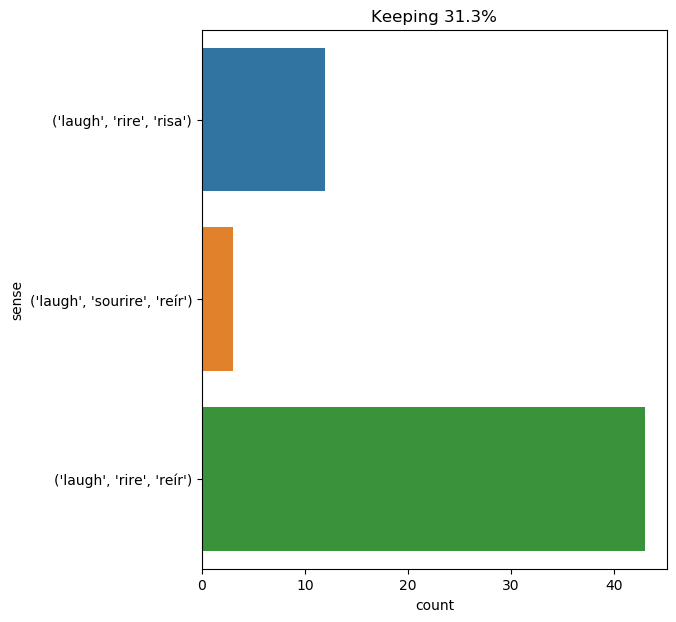 Keeping 31.3%
('laugh', 'rire', 'risa')
('laugh', 'sourire', 'reír')
('laugh', 'rire', 'reír')
sense
0 10 20 30 40
count